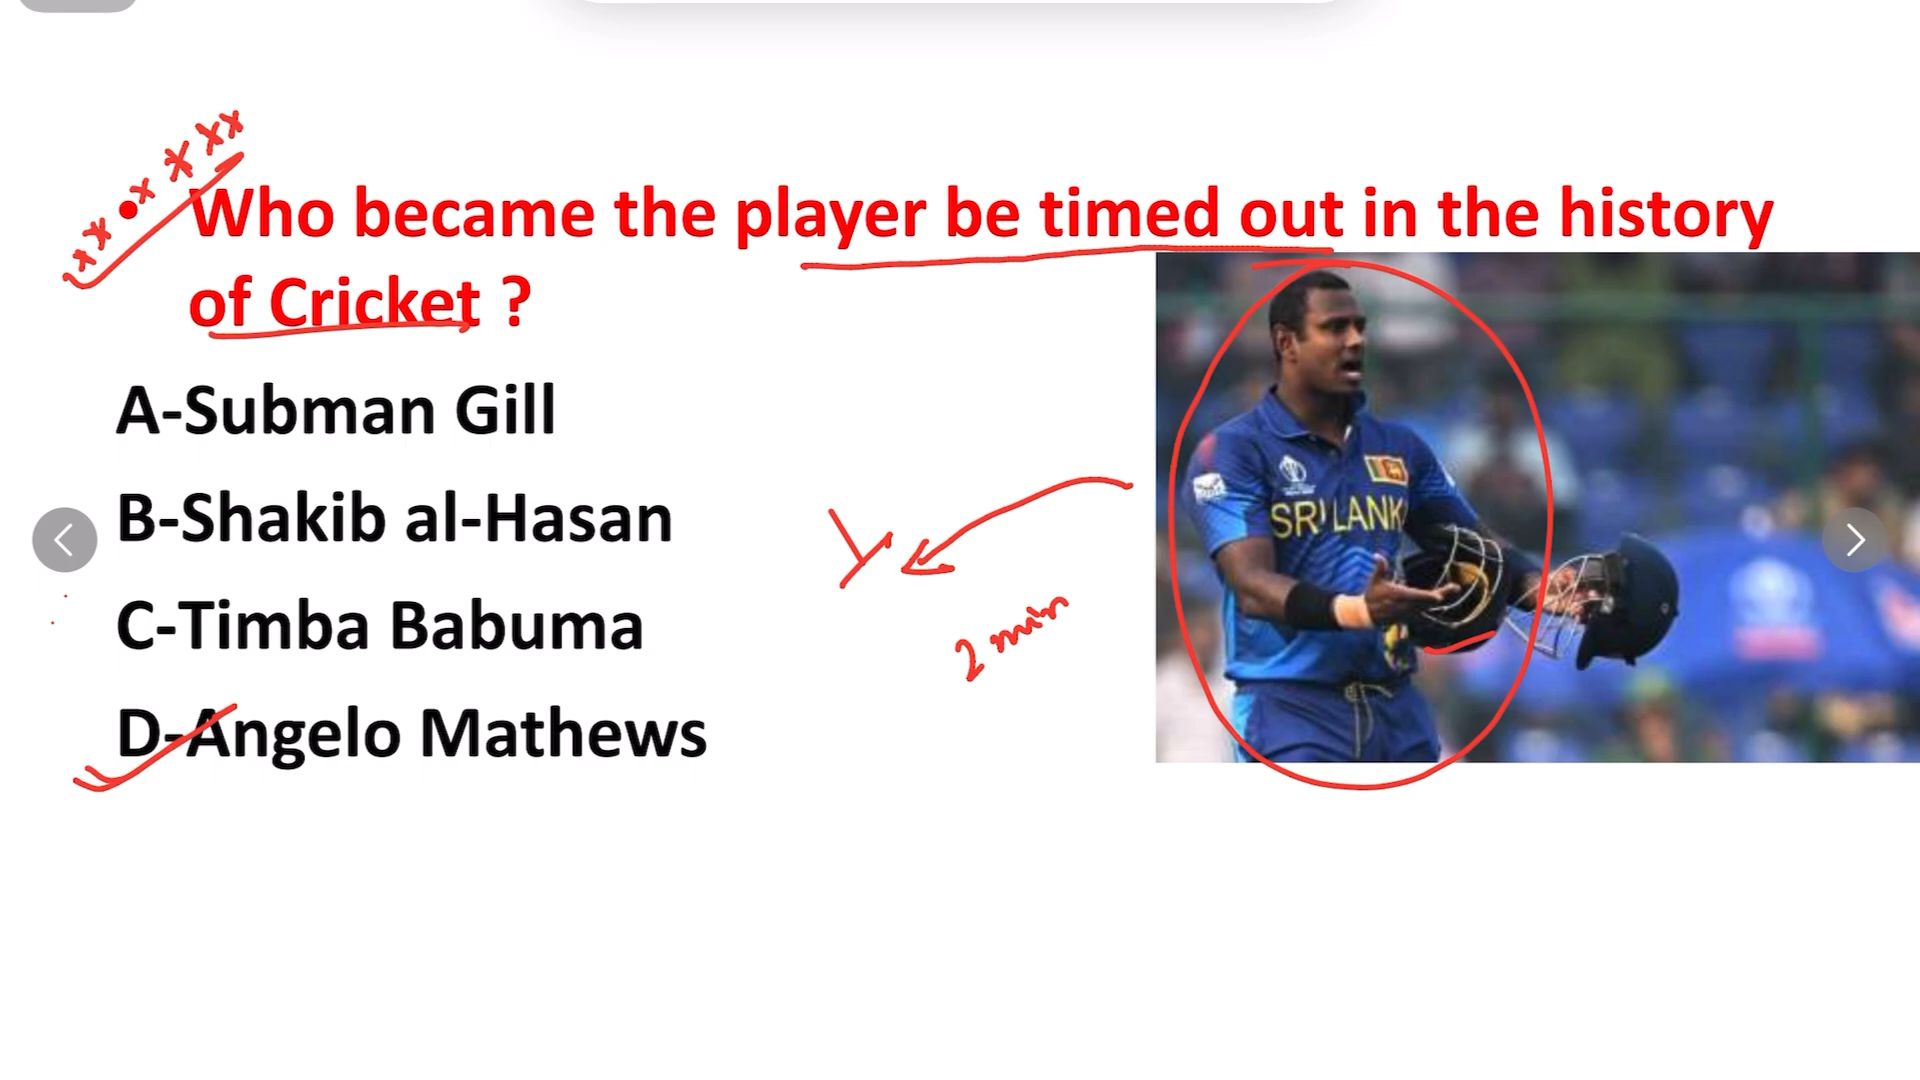 Who became the player be timed out in the history
of Cricket ?
A-Subman Gill
B-Shakib al-Hasan
C-Timba Babuma
D-Angelo Mathews
2 min
SRI LANK